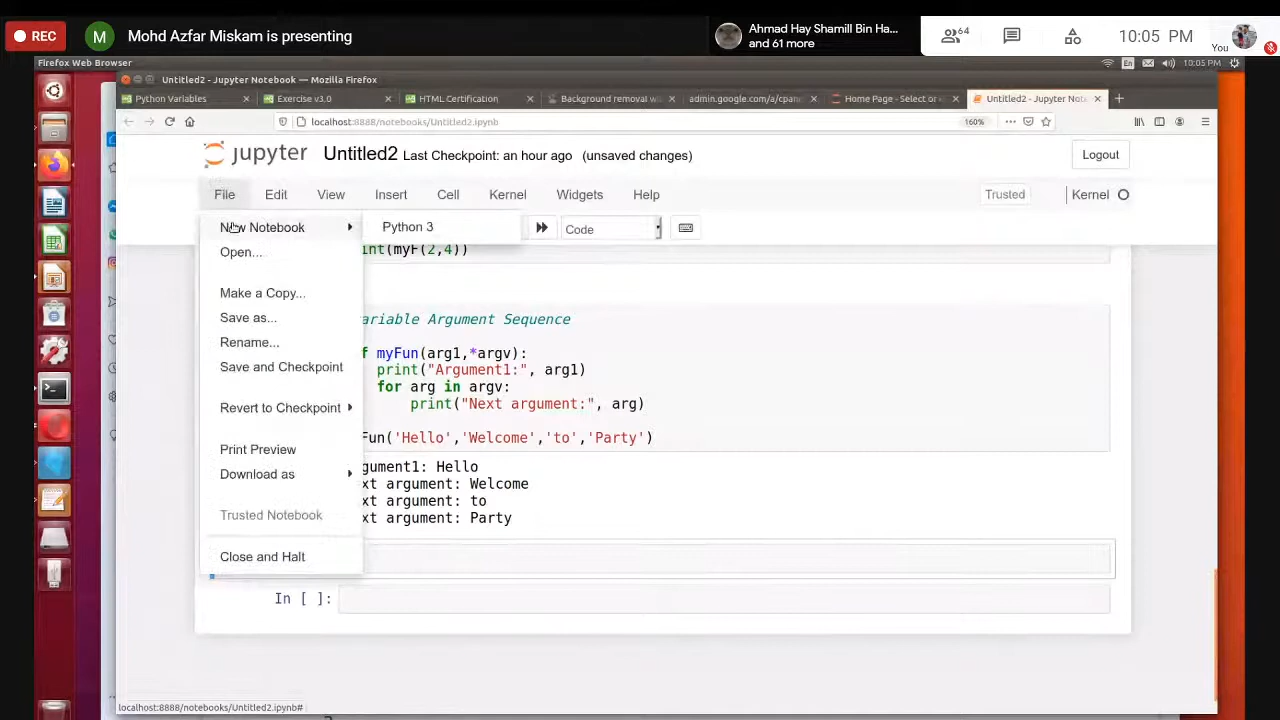 REC
M
Mohd Azfar Miskam is presenting
Ahmad Hay Shamill Bin Ha...
and 61 more
64
10:05 PM
You
Firefox Web Browser
En
10:05 PM
Untitled2 - Jupyter Notebook — Mozilla Firefox
Python Variables
Exercise
HTML Certification
Background removal w
admin.google.com/a/cpan
Home Page - Select or
Untitled2 - Jupyter Note
localhost:8888/notebooks/Untitled2.ipynb
160%
jupyter
Untitled2
Last Checkpoint: an hour ago
(unsaved changes)
Logout
File
Edit
View
Insert
Cell
Kernel
Widgets
Help
Trusted
Kernel
New Notebook
Python 3
Code
Open...
Make a Copy...
Save as...
Rename...
Save and Checkpoint
Revert to Checkpoint
Print Preview
Download as
Trusted Notebook
Close and Halt
int(myF(2,4))
ariable Argument Sequence
f myFun(arg1,*argv):
print("Argument1:", arg1)
for arg in argv:
print("Next argument:", arg)
Fun('Hello','Welcome','to','Party')
gument1: Hello
xt argument: Welcome
xt argument: to
xt argument: Party
In [ ]:
localhost:8888/notebooks/Untitled2.ipynb#